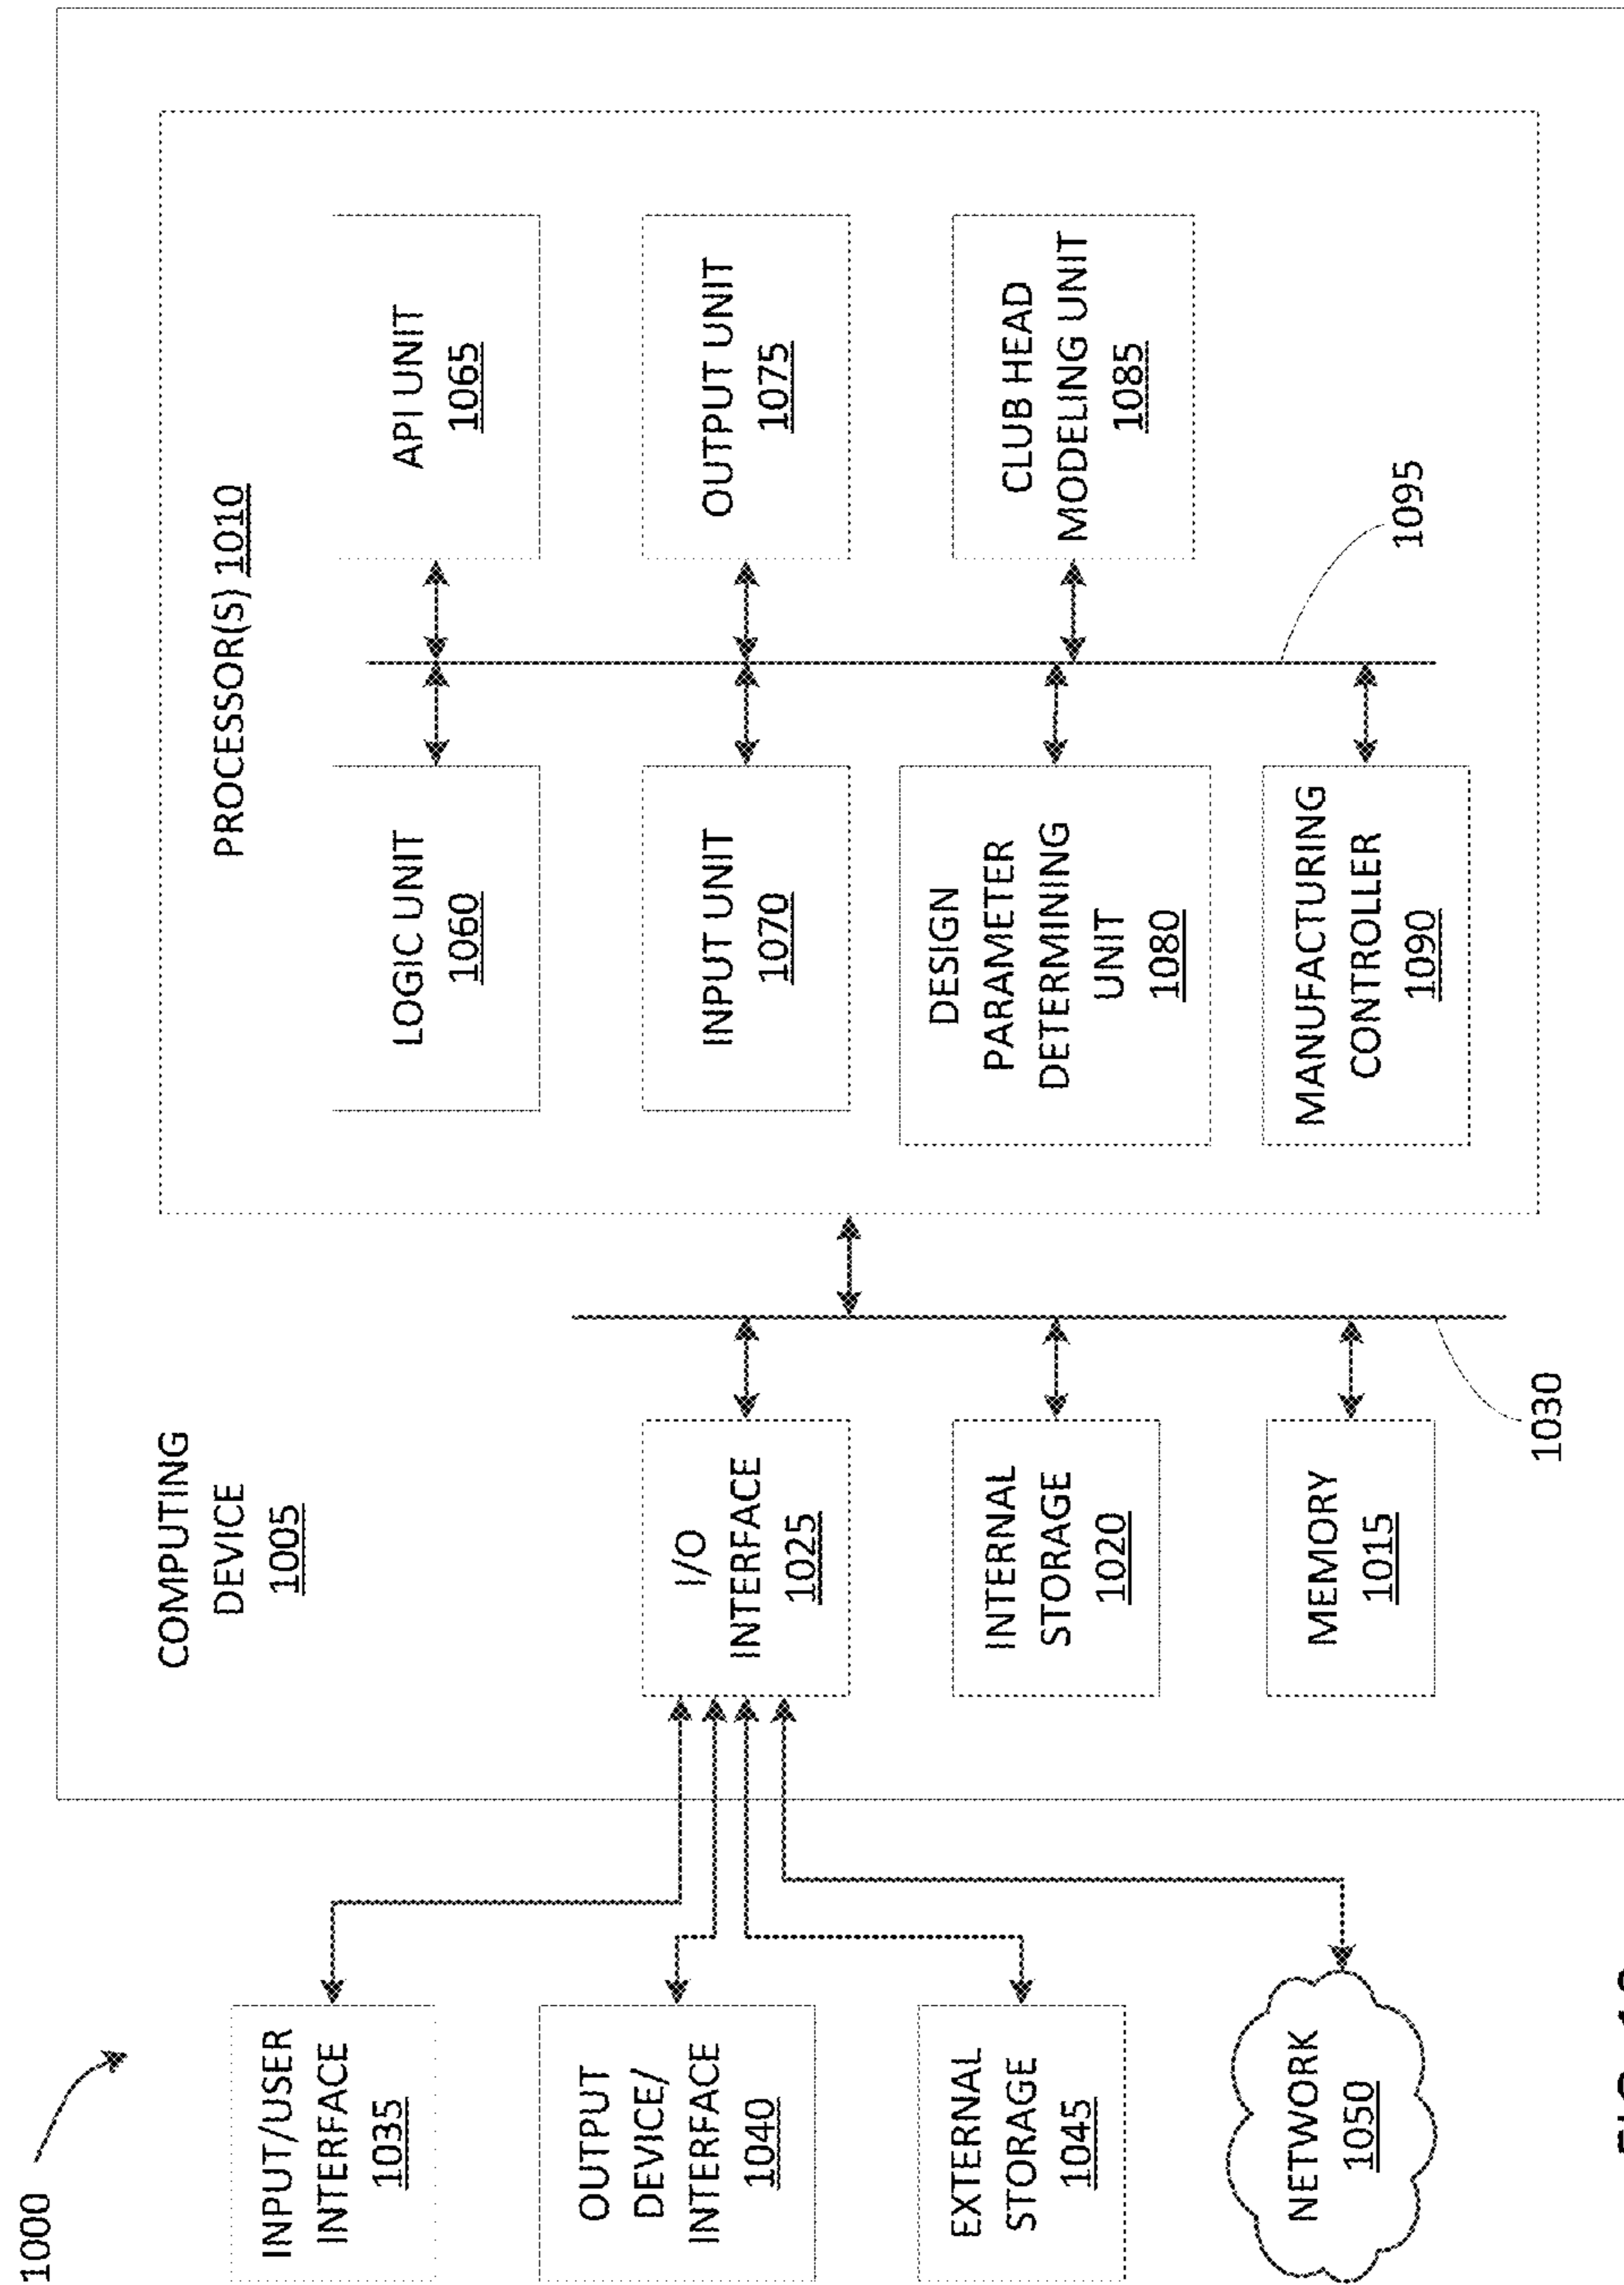 1000
COMPUTING
DEVICE
1005
PROCESSOR(S) 1010
INPUT/USER
INTERFACE
1035
OUTPUT
DEVICE/
INTERFACE
1040
EXTERNAL
STORAGE
1045
NETWORK
1050
I/O
INTERFACE
1025
INTERNAL
STORAGE
1020
MEMORY
1015
1030
LOGIC UNIT
1060
INPUT UNIT
1070
DESIGN
PARAMETER
DETERMINING
UNIT
1080
MANUFACTURING
CONTROLLER
1090
API UNIT
1065
OUTPUT UNIT
1075
CLUB HEAD
MODELING UNIT
1085
1095